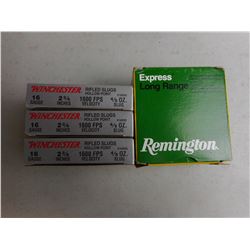 WINCHESTER
RIFLED SLUGS
HOLLOW POINT
16 GAUGE
2 3/4 INCHES
1600 FPS VELOCITY
4/5 OZ. SLUG
WINCHESTER
RIFLED SLUGS
HOLLOW POINT
16 GAUGE
2 3/4 INCHES
1600 FPS VELOCITY
4/5 OZ. SLUG
WINCHESTER
RIFLED SLUGS
HOLLOW POINT
16 GAUGE
2 3/4 INCHES
1600 FPS VELOCITY
4/5 OZ. SLUG
Express
Long Range
Remington